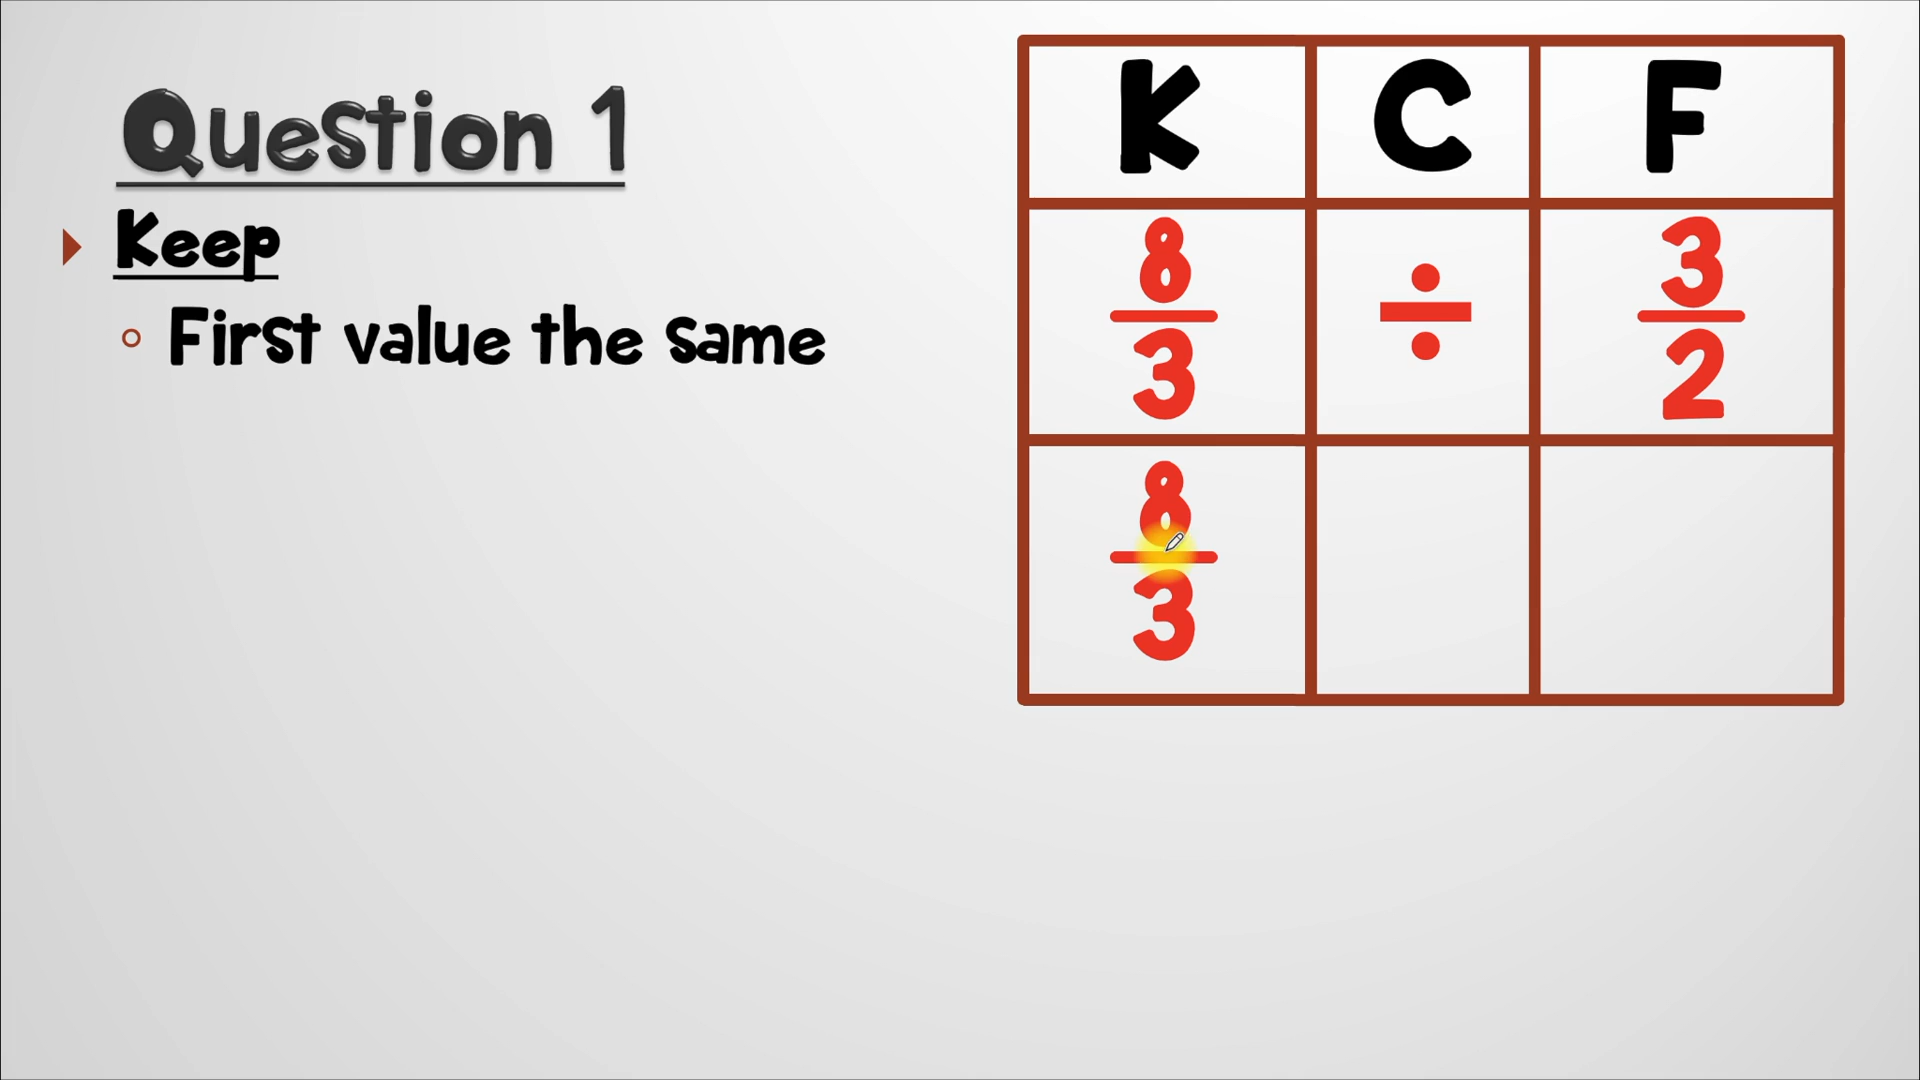 Question 1
Keep
First value the same
K C F
8/3 ÷ 3/2
8/3